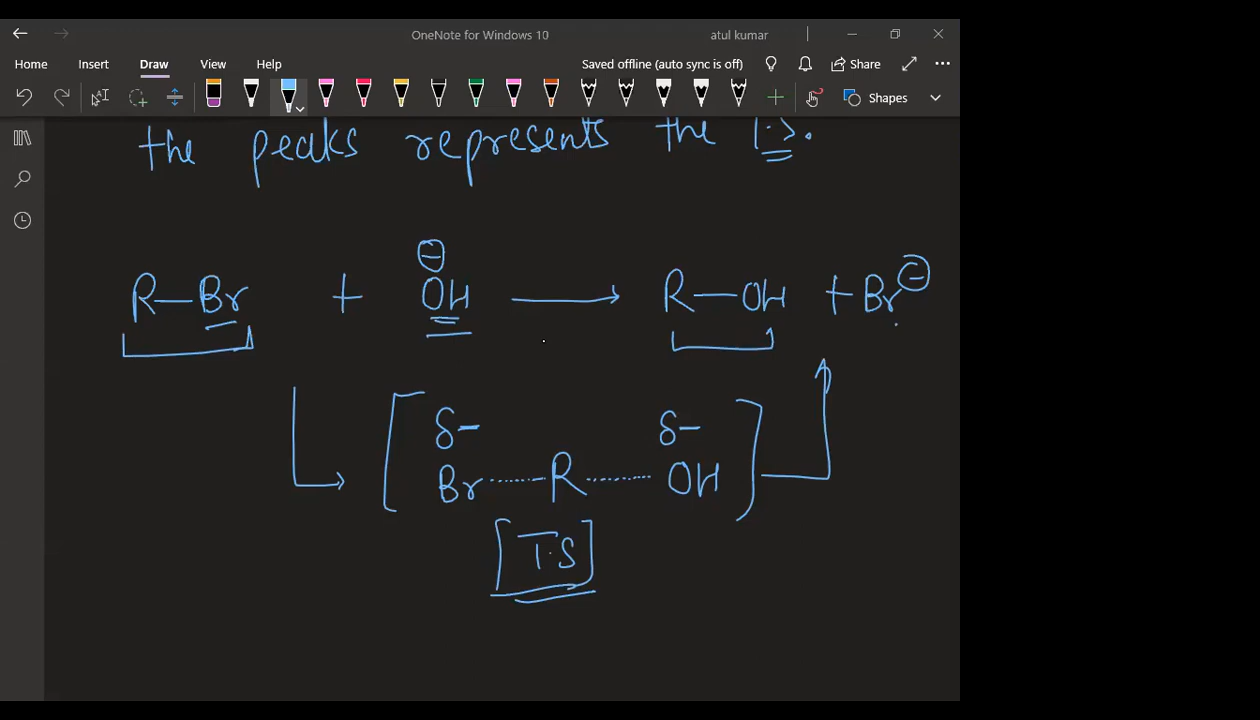 OneNote for Windows 10 atul kumar
Home Insert Draw View Help Saved offline (auto sync is off) Share
Shapes
the peaks represents the T.S.
⊖
R—Br + OH ⟶ R—OH + Br⊖
δ− δ−
Br ...... R ...... OH
[T.S]